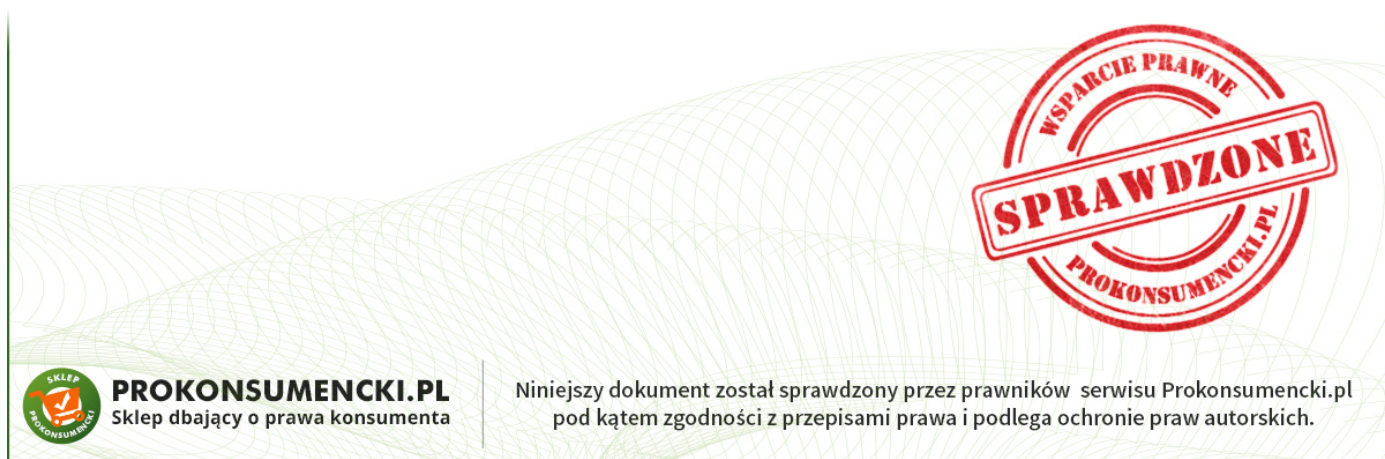 WSPARCIE PRAWNE
SPRAWDZONE
PROKONSUMENCKI.PL
SKLEP
PROKONSUMENCKI
PROKONSUMENCKI.PL
Sklep dbający o prawa konsumenta
Niniejszy dokument został sprawdzony przez prawników serwisu Prokonsumencki.pl
pod kątem zgodności z przepisami prawa i podlega ochronie praw autorskich.